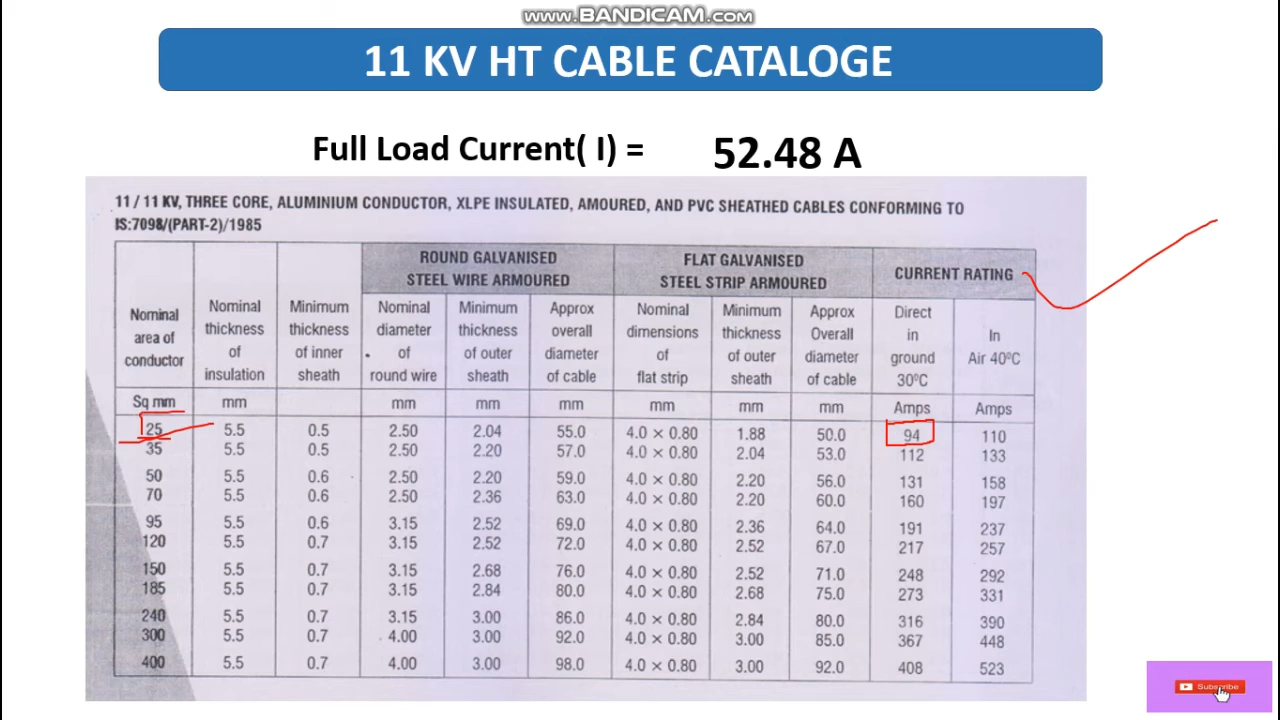 www.BANDICAM.com
11 KV HT CABLE CATALOGE
Full Load Current( I) = 52.48 A
11 / 11 KV, THREE CORE, ALUMINIUM CONDUCTOR, XLPE INSULATED, AMOURED, AND PVC SHEATHED CABLES CONFORMING TO
IS:7098/(PART-2)/1985
ROUND GALVANISED STEEL WIRE ARMOURED
FLAT GALVANISED STEEL STRIP ARMOURED
CURRENT RATING
Nominal area of conductor
Nominal thickness of insulation
Minimum thickness of inner sheath
Nominal diameter of round wire
Minimum thickness of outer sheath
Approx overall diameter of cable
Nominal dimensions of flat strip
Minimum thickness of outer sheath
Approx Overall diameter of cable
Direct in ground 30ºC
In Air 40ºC
Sq mm mm mm mm mm mm mm mm Amps Amps
25 5.5 0.5 2.50 2.04 55.0 4.0 × 0.80 1.88 50.0 94 110
35 5.5 0.5 2.50 2.20 57.0 4.0 × 0.80 2.04 53.0 112 133
50 5.5 0.6 2.50 2.20 59.0 4.0 × 0.80 2.20 56.0 131 158
70 5.5 0.6 2.50 2.36 63.0 4.0 × 0.80 2.20 60.0 160 197
95 5.5 0.6 3.15 2.52 69.0 4.0 × 0.80 2.36 64.0 191 237
120 5.5 0.7 3.15 2.52 72.0 4.0 × 0.80 2.52 67.0 217 257
150 5.5 0.7 3.15 2.68 76.0 4.0 × 0.80 2.52 71.0 248 292
185 5.5 0.7 3.15 2.84 80.0 4.0 × 0.80 2.68 75.0 273 331
240 5.5 0.7 3.15 3.00 86.0 4.0 × 0.80 2.84 80.0 316 390
300 5.5 0.7 4.00 3.00 92.0 4.0 × 0.80 3.00 85.0 367 448
400 5.5 0.7 4.00 3.00 98.0 4.0 × 0.80 3.00 92.0 408 523
Subscribe